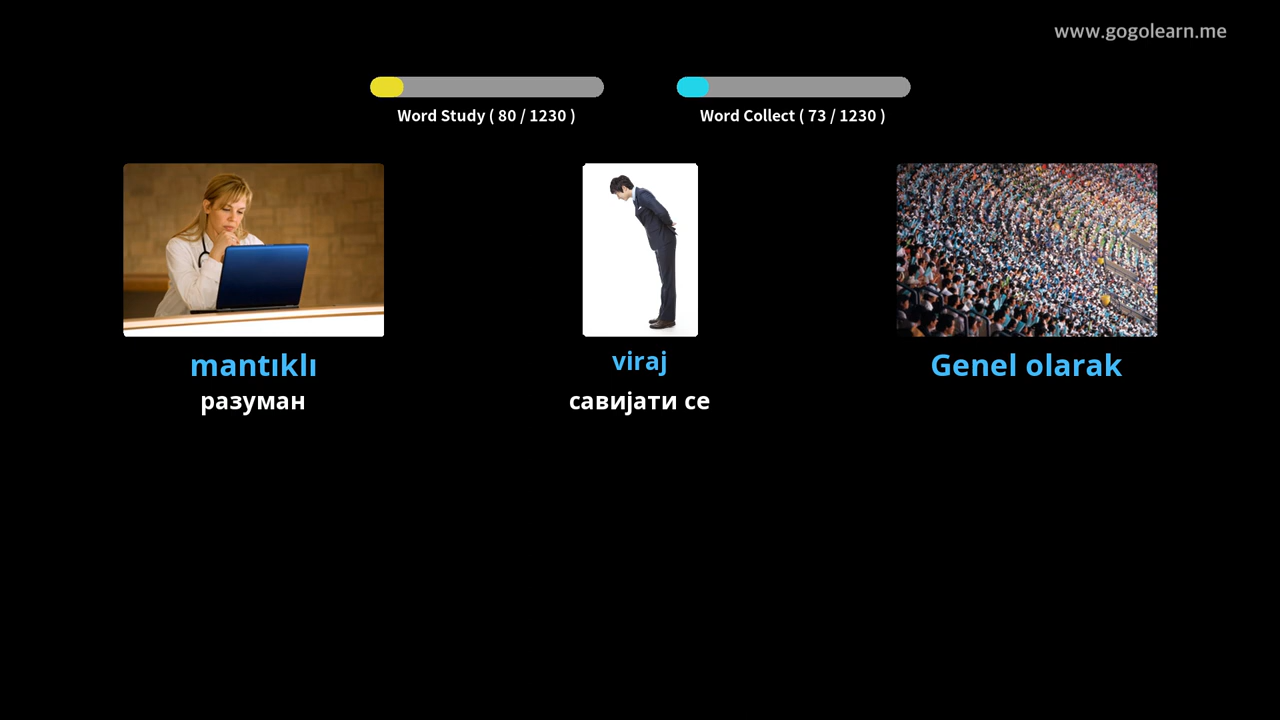 www.gogolearn.me
Word Study ( 80 / 1230 )
Word Collect ( 73 / 1230 )
mantıklı
разуман
viraj
савијати се
Genel olarak